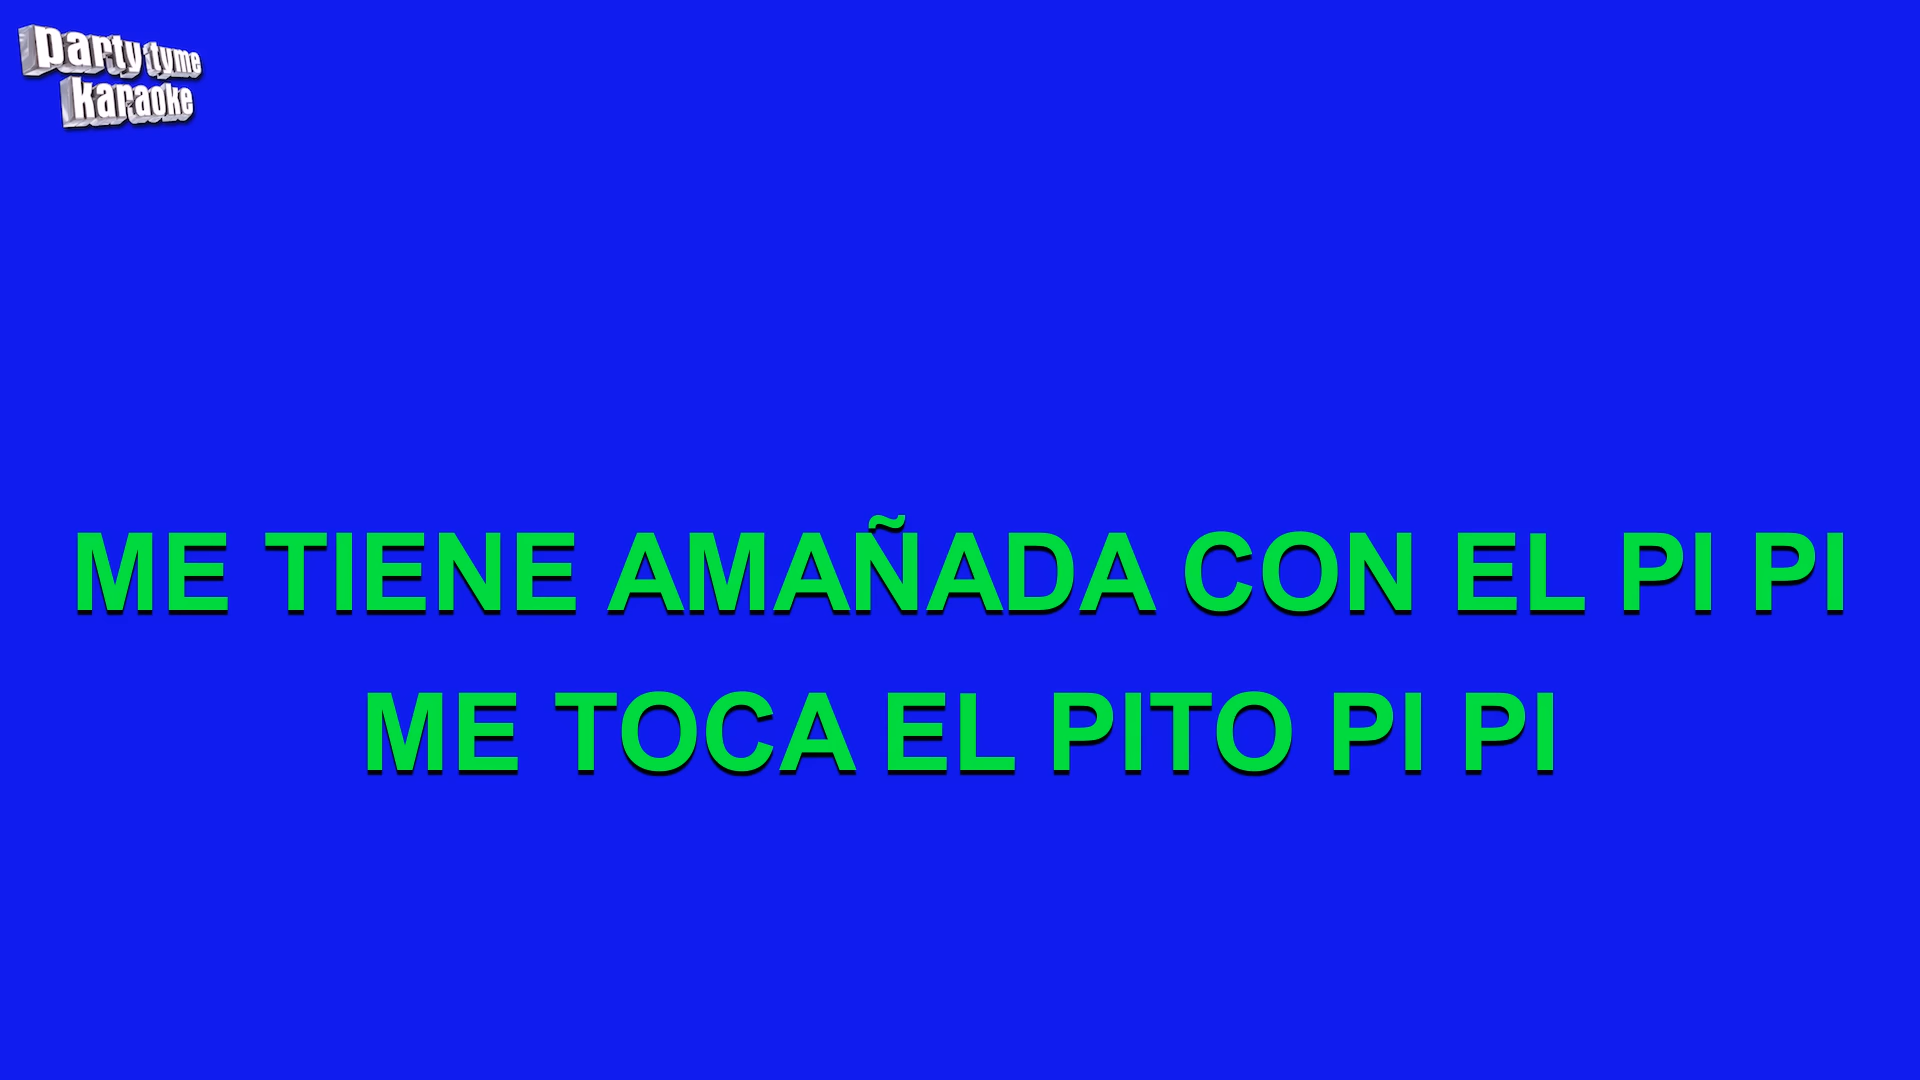 party tyme
karaoke
ME TIENE AMAÑADA CON EL PI PI
ME TOCA EL PITO PI PI